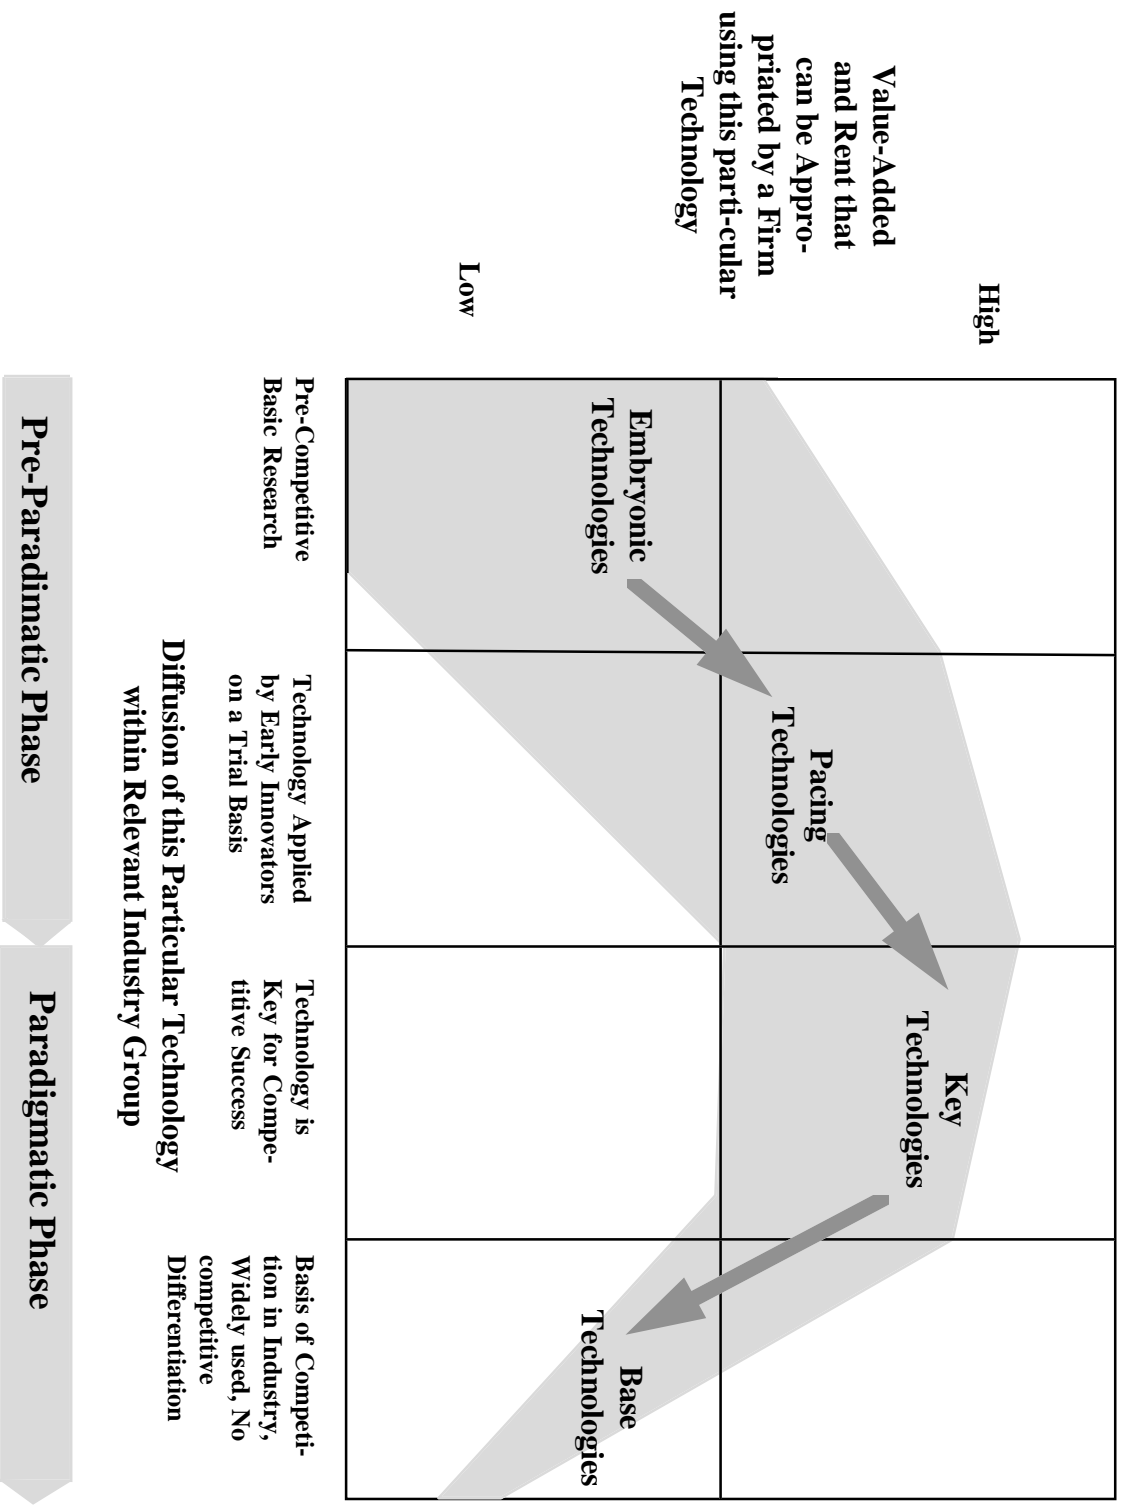 Value-Added
and Rent that
can be Appro-
priated by a Firm
using this parti-cular
Technology
High
Low
Embryonic
Technologies
Pacing
Technologies
Key
Technologies
Base
Technologies
Pre-Competitive
Basic Research
Technology Applied
by Early Innovators
on a Trial Basis
Technology is
Key for Compe-
titive Success
Basis of Competi-
tion in Industry,
Widely used, No
competitive
Differentiation
Diffusion of this Particular Technology
within Relevant Industry Group
Pre-Paradimatic Phase
Paradigmatic Phase